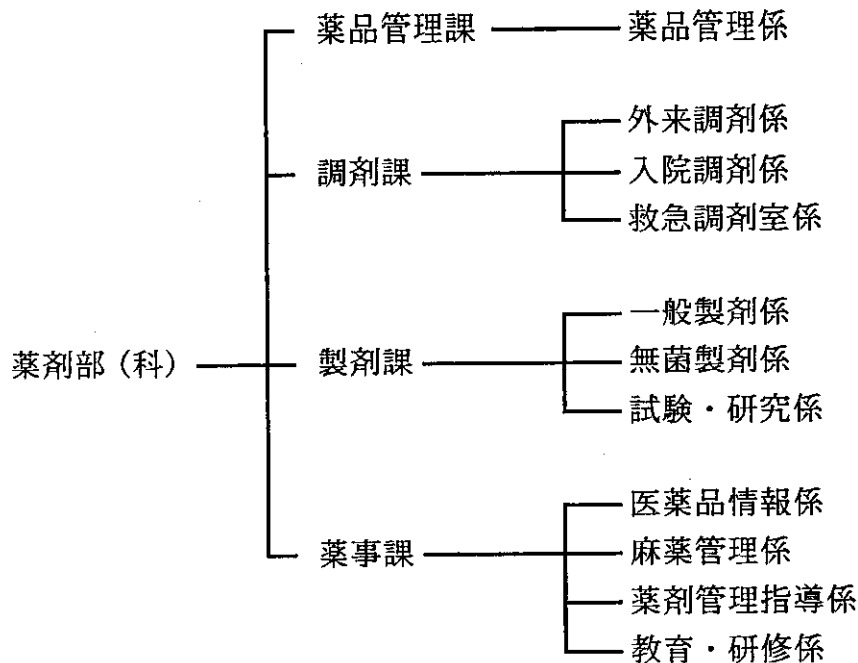 薬品管理課
薬品管理係
調剤課
外来調剤係
入院調剤係
救急調剤室係
薬剤部（科）
製剤課
一般製剤係
無菌製剤係
試験・研究係
薬事課
医薬品情報係
麻薬管理係
薬剤管理指導係
教育・研修係